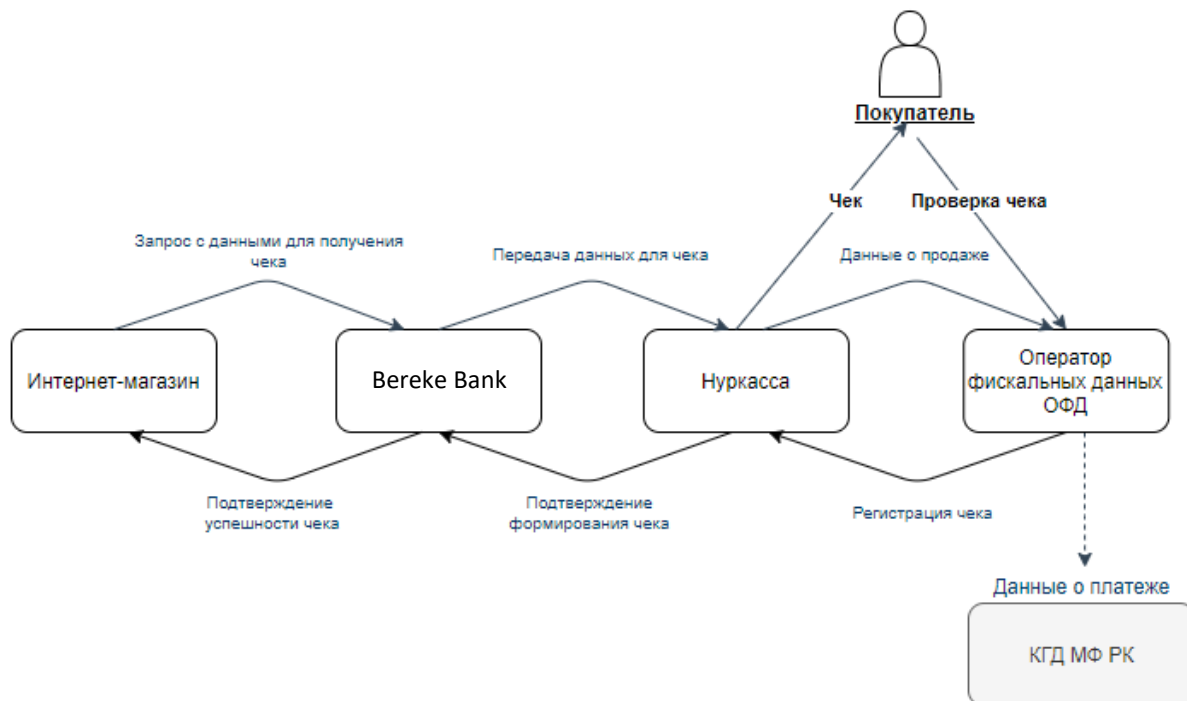 Покупатель
Чек
Проверка чека
Запрос с данными для получения
чека
Передача данных для чека
Данные о продаже
Интернет-магазин
Bereke Bank
Нуркасса
Оператор
фискальных данных
ОФД
Подтверждение
успешности чека
Подтверждение
формирования чека
Регистрация чека
Данные о платеже
КГД МФ РК